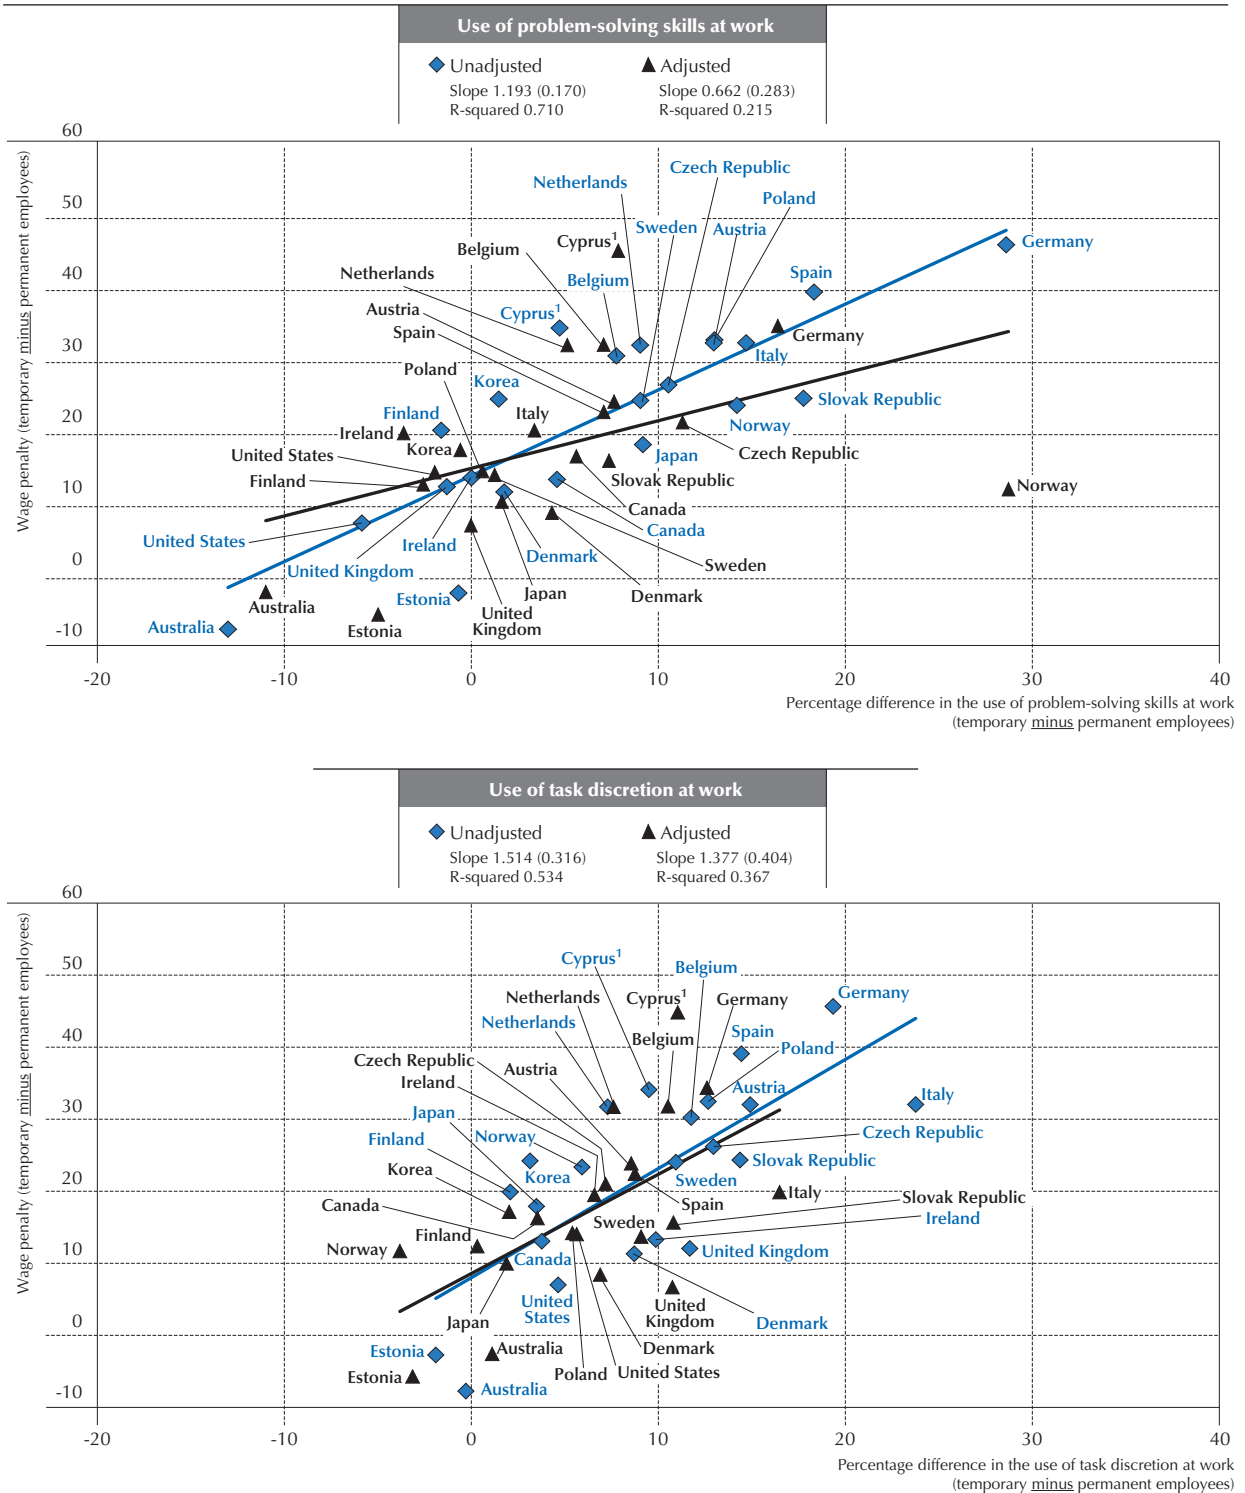 Use of problem-solving skills at work
Unadjusted
Adjusted
Slope 1.193 (0.170)
Slope 0.662 (0.283)
R-squared 0.710
R-squared 0.215
Wage penalty (temporary minus permanent employees)
60
50
40
30
20
10
0
-10
Czech Republic
Netherlands
Poland
Sweden
Austria
Cyprus¹
Germany
Belgium
Netherlands
Spain
Belgium
Austria
Cyprus¹
Spain
Germany
Italy
Poland
Korea
Slovak Republic
Finland
Italy
Norway
Ireland
Korea
Japan
Czech Republic
United States
Finland
Slovak Republic
Norway
Canada
Canada
United States
Ireland
Denmark
Sweden
United Kingdom
Estonia
Japan
Denmark
Australia
United
Kingdom
Australia
Estonia
-20
-10
0
10
20
30
40
Percentage difference in the use of problem-solving skills at work
(temporary minus permanent employees)
Use of task discretion at work
Unadjusted
Adjusted
Slope 1.514 (0.316)
Slope 1.377 (0.404)
R-squared 0.534
R-squared 0.367
Wage penalty (temporary minus permanent employees)
60
50
40
30
20
10
0
-10
Cyprus¹
Belgium
Germany
Netherlands
Cyprus¹
Germany
Netherlands
Spain
Belgium
Poland
Czech Republic
Austria
Ireland
Austria
Italy
Japan
Czech Republic
Finland
Norway
Slovak Republic
Korea
Korea
Sweden
Italy
Canada
Spain
Slovak Republic
Ireland
Sweden
Finland
Norway
Canada
United Kingdom
United
States
United
Kingdom
Japan
Denmark
Estonia
Australia
Denmark
Estonia
Poland
United States
Australia
-20
-10
0
10
20
30
40
Percentage difference in the use of task discretion at work
(temporary minus permanent employees)